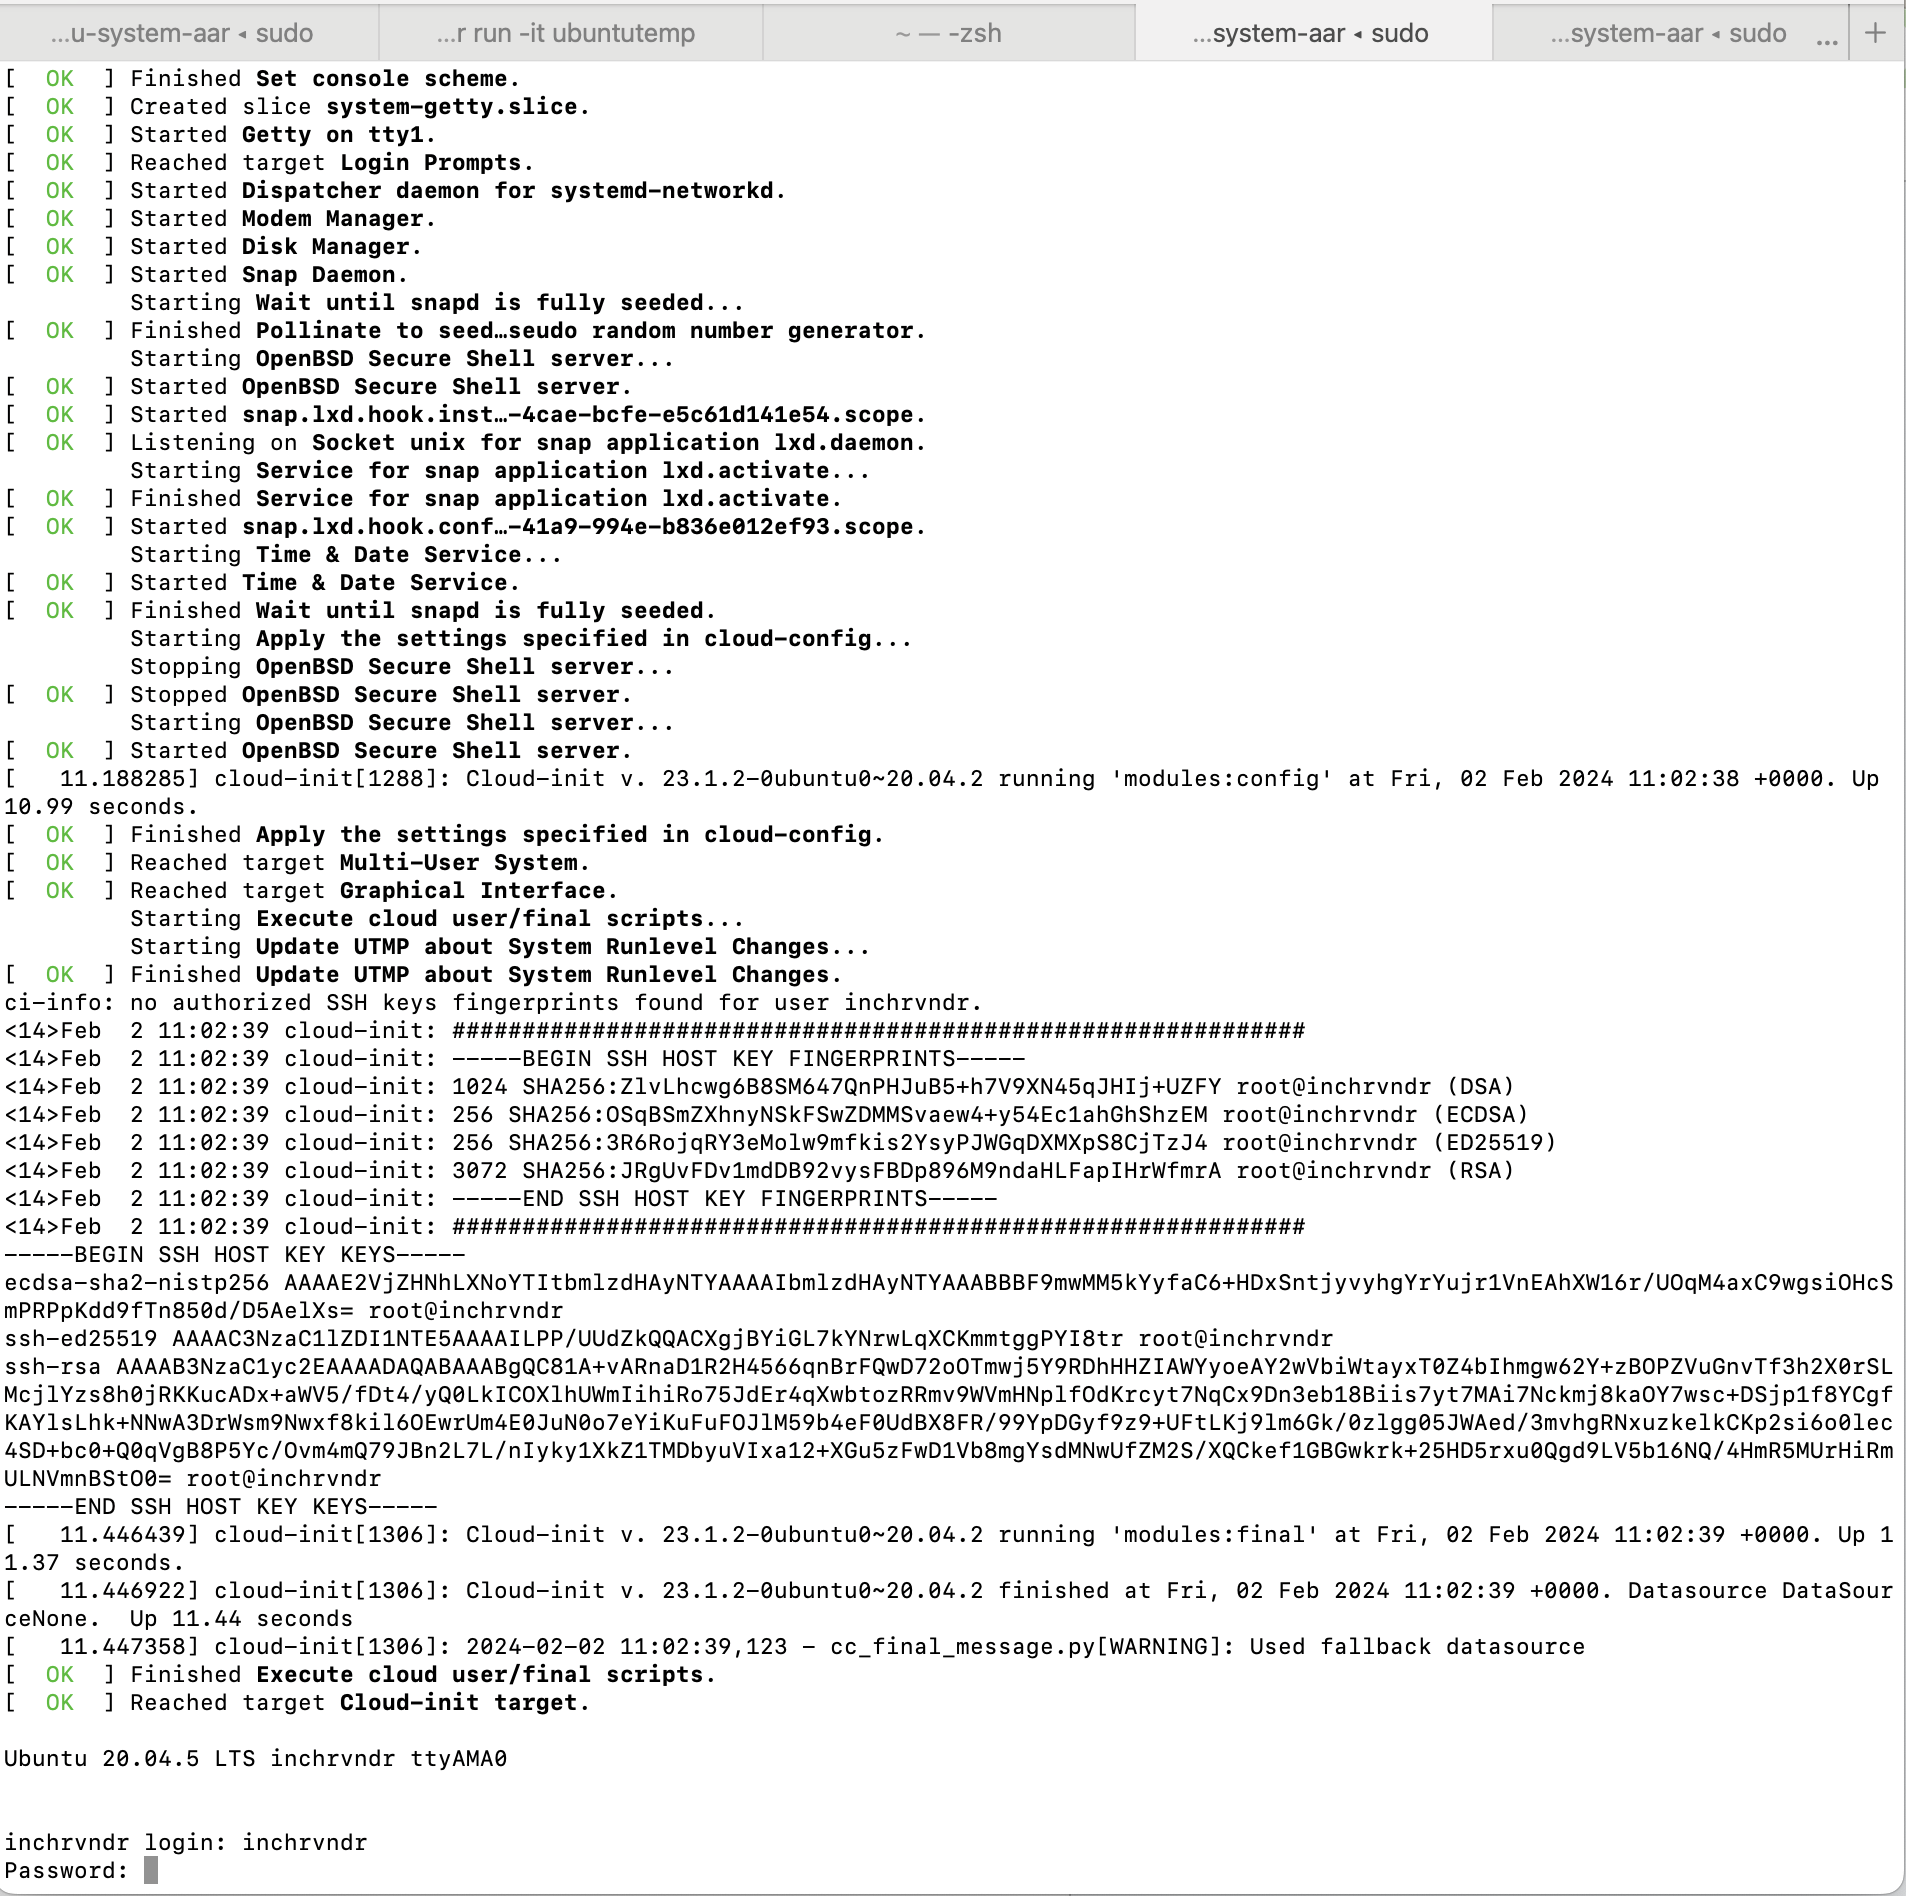 ...u-system-aar ◂ sudo
...r run -it ubuntutemp
~ — -zsh
...system-aar ◂ sudo
...system-aar ◂ sudo ... +
[  OK  ] Finished Set console scheme.
[  OK  ] Created slice system-getty.slice.
[  OK  ] Started Getty on tty1.
[  OK  ] Reached target Login Prompts.
[  OK  ] Started Dispatcher daemon for systemd-networkd.
[  OK  ] Started Modem Manager.
[  OK  ] Started Disk Manager.
[  OK  ] Started Snap Daemon.
         Starting Wait until snapd is fully seeded...
[  OK  ] Finished Pollinate to seed…seudo random number generator.
         Starting OpenBSD Secure Shell server...
[  OK  ] Started OpenBSD Secure Shell server.
[  OK  ] Started snap.lxd.hook.inst…-4cae-bcfe-e5c61d141e54.scope.
[  OK  ] Listening on Socket unix for snap application lxd.daemon.
         Starting Service for snap application lxd.activate...
[  OK  ] Finished Service for snap application lxd.activate.
[  OK  ] Started snap.lxd.hook.conf…-41a9-994e-b836e012ef93.scope.
         Starting Time & Date Service...
[  OK  ] Started Time & Date Service.
[  OK  ] Finished Wait until snapd is fully seeded.
         Starting Apply the settings specified in cloud-config...
         Stopping OpenBSD Secure Shell server...
[  OK  ] Stopped OpenBSD Secure Shell server.
         Starting OpenBSD Secure Shell server...
[  OK  ] Started OpenBSD Secure Shell server.
[   11.188285] cloud-init[1288]: Cloud-init v. 23.1.2-0ubuntu0~20.04.2 running 'modules:config' at Fri, 02 Feb 2024 11:02:38 +0000. Up
10.99 seconds.
[  OK  ] Finished Apply the settings specified in cloud-config.
[  OK  ] Reached target Multi-User System.
[  OK  ] Reached target Graphical Interface.
         Starting Execute cloud user/final scripts...
         Starting Update UTMP about System Runlevel Changes...
[  OK  ] Finished Update UTMP about System Runlevel Changes.
ci-info: no authorized SSH keys fingerprints found for user inchrvndr.
<14>Feb  2 11:02:39 cloud-init: #############################################################
<14>Feb  2 11:02:39 cloud-init: -----BEGIN SSH HOST KEY FINGERPRINTS-----
<14>Feb  2 11:02:39 cloud-init: 1024 SHA256:ZlvLhcwg6B8SM647QnPHJuB5+h7V9XN45qJHIj+UZFY root@inchrvndr (DSA)
<14>Feb  2 11:02:39 cloud-init: 256 SHA256:OSqBSmZXhnyNSkFSwZDMMSvaew4+y54Ec1ahGhShzEM root@inchrvndr (ECDSA)
<14>Feb  2 11:02:39 cloud-init: 256 SHA256:3R6RojqRY3eMolw9mfkis2YsyPJWGqDXMXpS8CjTzJ4 root@inchrvndr (ED25519)
<14>Feb  2 11:02:39 cloud-init: 3072 SHA256:JRgUvFDv1mdDB92vysFBDp896M9ndaHLFapIHrWfmrA root@inchrvndr (RSA)
<14>Feb  2 11:02:39 cloud-init: -----END SSH HOST KEY FINGERPRINTS-----
<14>Feb  2 11:02:39 cloud-init: #############################################################
-----BEGIN SSH HOST KEY KEYS-----
ecdsa-sha2-nistp256 AAAAE2VjZHNhLXNoYTItbmlzdHAyNTYAAAAIbmlzdHAyNTYAAABBBF9mwMM5kYyfaC6+HDxSntjyvyhgYrYujr1VnEAhXW16r/UOqM4axC9wgsiOHcS
mPRPpKdd9fTn850d/D5AelXs= root@inchrvndr
ssh-ed25519 AAAAC3NzaC1lZDI1NTE5AAAAILPP/UUdZkQQACXgjBYiGL7kYNrwLqXCKmmtggPYI8tr root@inchrvndr
ssh-rsa AAAAB3NzaC1yc2EAAAADAQABAAABgQC81A+vARnaD1R2H4566qnBrFQwD72oOTmwj5Y9RDhHHZIAWYyoeAY2wVbiWtayxT0Z4bIhmgw62Y+zBOPZVuGnvTf3h2X0rSL
McjlYzs8h0jRKKucADx+aWV5/fDt4/yQ0LkICOXlhUWmIihiRo75JdEr4qXwbtozRRmv9WVmHNplfOdKrcyt7NqCx9Dn3eb18Biis7yt7MAi7Nckmj8kaOY7wsc+DSjp1f8YCgf
KAYlsLhk+NNwA3DrWsm9Nwxf8kil6OEwrUm4E0JuN0o7eYiKuFuFOJlM59b4eF0UdBX8FR/99YpDGyf9z9+UFtLKj9lm6Gk/0zlgg05JWAed/3mvhgRNxuzkelkCKp2si6o0lec
4SD+bc0+Q0qVgB8P5Yc/Ovm4mQ79JBn2L7L/nIyky1XkZ1TMDbyuVIxa12+XGu5zFwD1Vb8mgYsdMNwUfZM2S/XQCkef1GBGwkrk+25HD5rxu0Qgd9LV5b16NQ/4HmR5MUrHiRm
ULNVmnBStO0= root@inchrvndr
-----END SSH HOST KEY KEYS-----
[   11.446439] cloud-init[1306]: Cloud-init v. 23.1.2-0ubuntu0~20.04.2 running 'modules:final' at Fri, 02 Feb 2024 11:02:39 +0000. Up 1
1.37 seconds.
[   11.446922] cloud-init[1306]: Cloud-init v. 23.1.2-0ubuntu0~20.04.2 finished at Fri, 02 Feb 2024 11:02:39 +0000. Datasource DataSour
ceNone.  Up 11.44 seconds
[   11.447358] cloud-init[1306]: 2024-02-02 11:02:39,123 - cc_final_message.py[WARNING]: Used fallback datasource
[  OK  ] Finished Execute cloud user/final scripts.
[  OK  ] Reached target Cloud-init target.
Ubuntu 20.04.5 LTS inchrvndr ttyAMA0
inchrvndr login: inchrvndr
Password: